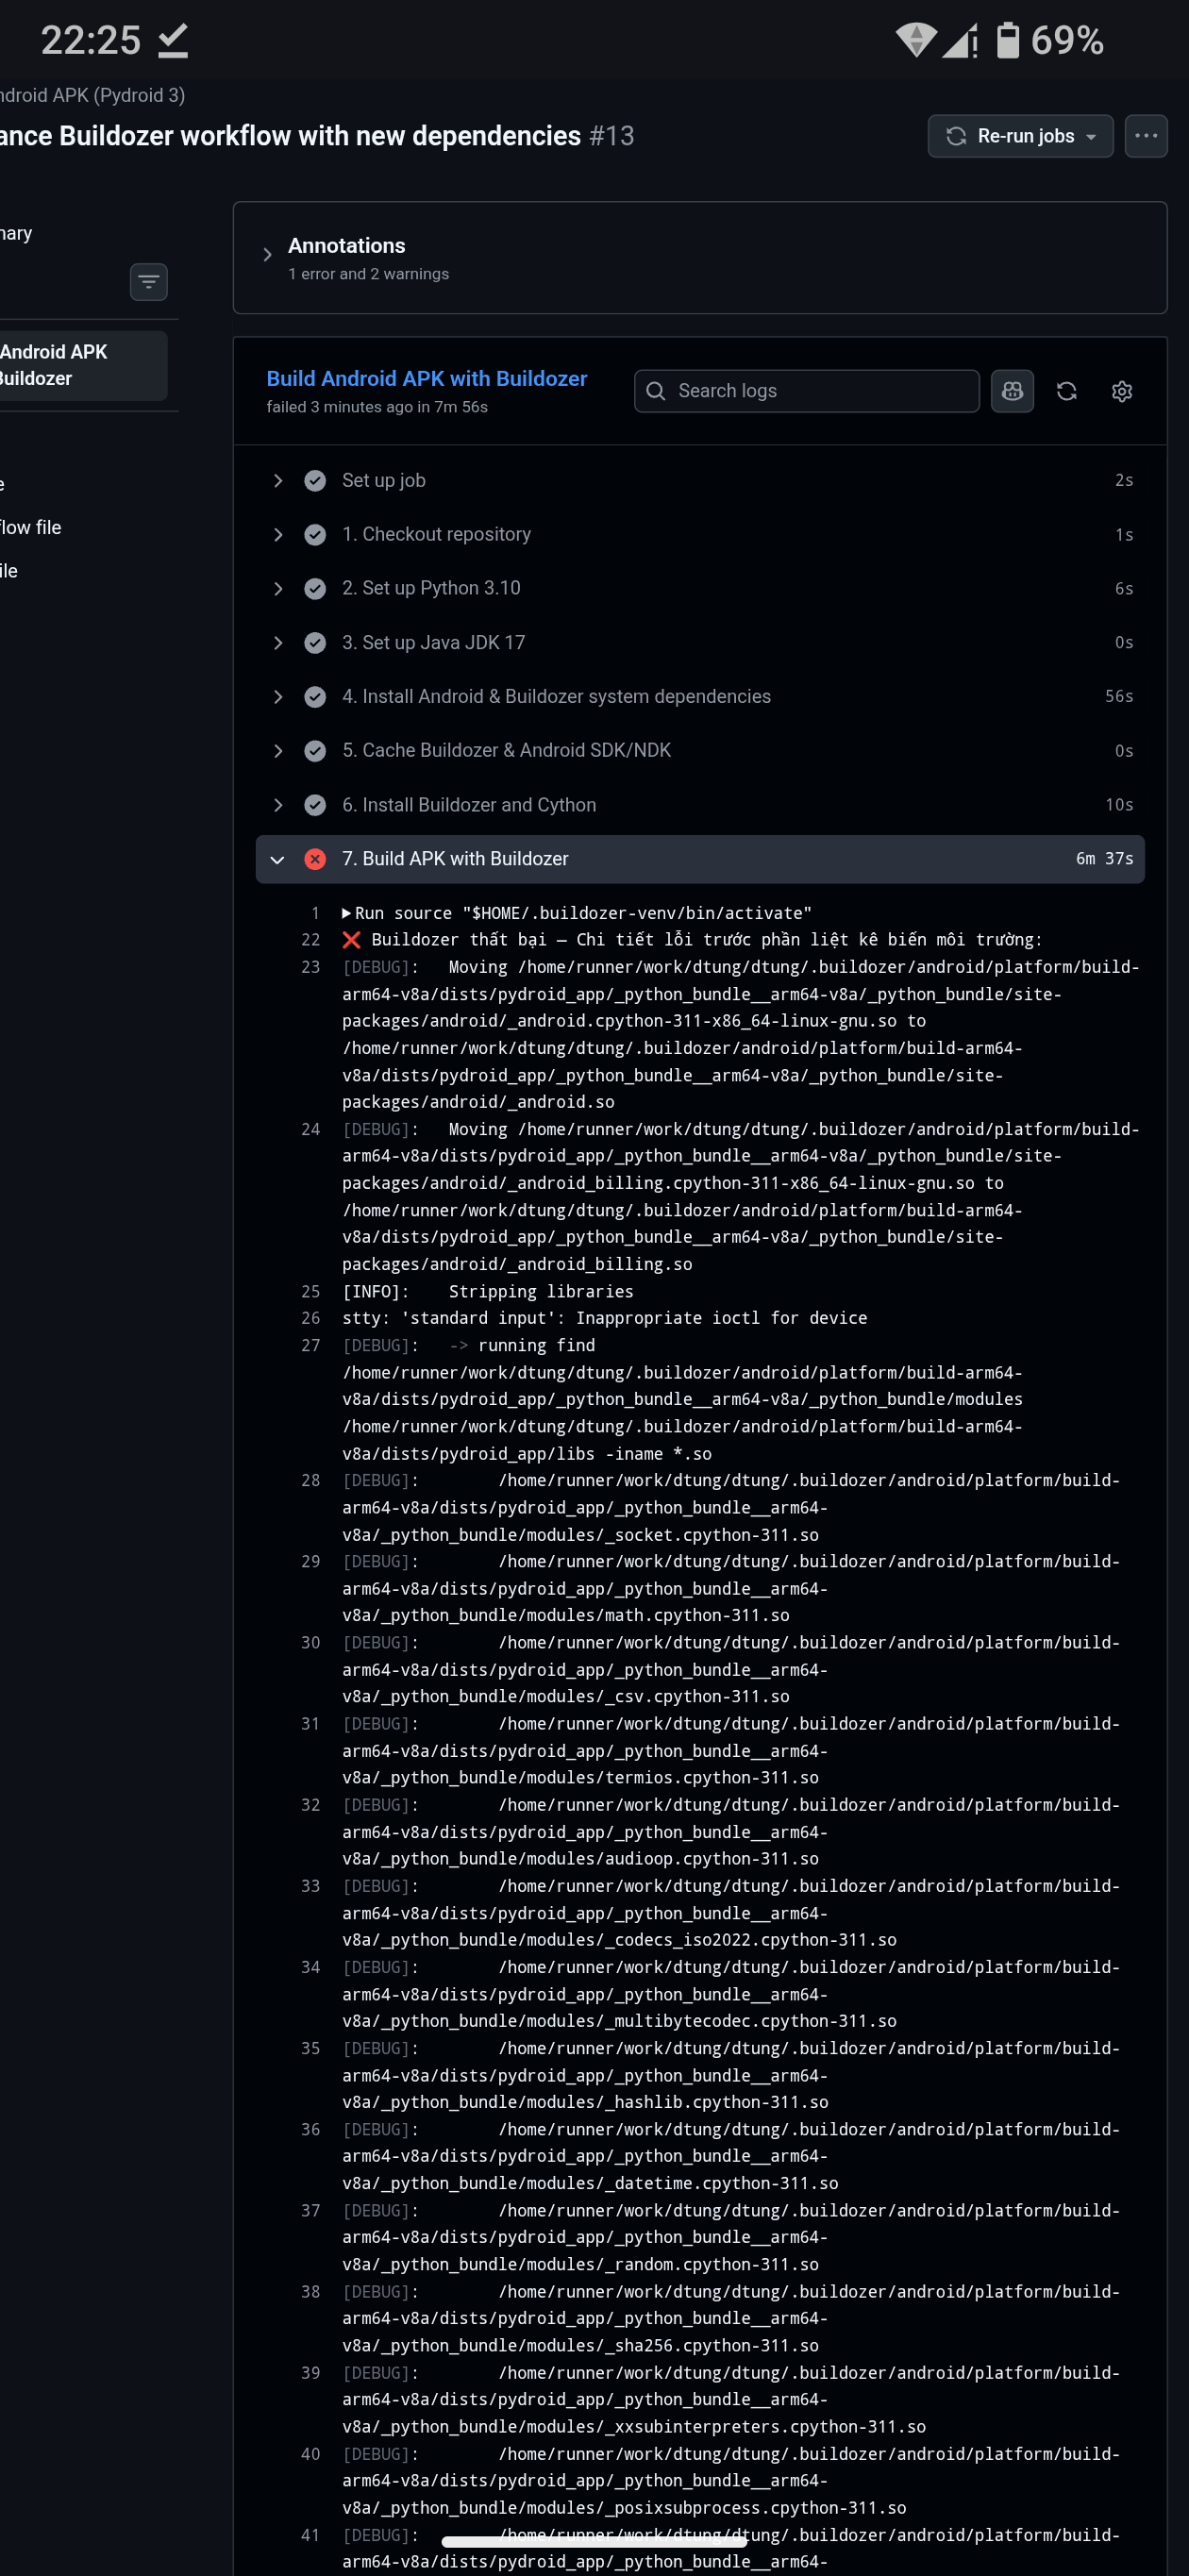 22:25
69%
ndroid APK (Pydroid 3)
ance Buildozer workflow with new dependencies #13
Re-run jobs
nary
Annotations
1 error and 2 warnings
Android APK
Buildozer
Build Android APK with Buildozer
failed 3 minutes ago in 7m 56s
Search logs
e
flow file
ile
Set up job 2s
1. Checkout repository 1s
2. Set up Python 3.10 6s
3. Set up Java JDK 17 0s
4. Install Android & Buildozer system dependencies 56s
5. Cache Buildozer & Android SDK/NDK 0s
6. Install Buildozer and Cython 10s
7. Build APK with Buildozer 6m 37s
1 Run source "$HOME/.buildozer-venv/bin/activate"
22 ❌ Buildozer thất bại — Chi tiết lỗi trước phần liệt kê biến môi trường:
23 [DEBUG]: Moving /home/runner/work/dtung/dtung/.buildozer/android/platform/build-
arm64-v8a/dists/pydroid_app/_python_bundle__arm64-v8a/_python_bundle/site-
packages/android/_android.cpython-311-x86_64-linux-gnu.so to
/home/runner/work/dtung/dtung/.buildozer/android/platform/build-arm64-
v8a/dists/pydroid_app/_python_bundle__arm64-v8a/_python_bundle/site-
packages/android/_android.so
24 [DEBUG]: Moving /home/runner/work/dtung/dtung/.buildozer/android/platform/build-
arm64-v8a/dists/pydroid_app/_python_bundle__arm64-v8a/_python_bundle/site-
packages/android/_android_billing.cpython-311-x86_64-linux-gnu.so to
/home/runner/work/dtung/dtung/.buildozer/android/platform/build-arm64-
v8a/dists/pydroid_app/_python_bundle__arm64-v8a/_python_bundle/site-
packages/android/_android_billing.so
25 [INFO]: Stripping libraries
26 stty: 'standard input': Inappropriate ioctl for device
27 [DEBUG]: -> running find
/home/runner/work/dtung/dtung/.buildozer/android/platform/build-arm64-
v8a/dists/pydroid_app/_python_bundle__arm64-v8a/_python_bundle/modules
/home/runner/work/dtung/dtung/.buildozer/android/platform/build-arm64-
v8a/dists/pydroid_app/libs -iname *.so
28 [DEBUG]: /home/runner/work/dtung/dtung/.buildozer/android/platform/build-
arm64-v8a/dists/pydroid_app/_python_bundle__arm64-
v8a/_python_bundle/modules/_socket.cpython-311.so
29 [DEBUG]: /home/runner/work/dtung/dtung/.buildozer/android/platform/build-
arm64-v8a/dists/pydroid_app/_python_bundle__arm64-
v8a/_python_bundle/modules/math.cpython-311.so
30 [DEBUG]: /home/runner/work/dtung/dtung/.buildozer/android/platform/build-
arm64-v8a/dists/pydroid_app/_python_bundle__arm64-
v8a/_python_bundle/modules/_csv.cpython-311.so
31 [DEBUG]: /home/runner/work/dtung/dtung/.buildozer/android/platform/build-
arm64-v8a/dists/pydroid_app/_python_bundle__arm64-
v8a/_python_bundle/modules/termios.cpython-311.so
32 [DEBUG]: /home/runner/work/dtung/dtung/.buildozer/android/platform/build-
arm64-v8a/dists/pydroid_app/_python_bundle__arm64-
v8a/_python_bundle/modules/audioop.cpython-311.so
33 [DEBUG]: /home/runner/work/dtung/dtung/.buildozer/android/platform/build-
arm64-v8a/dists/pydroid_app/_python_bundle__arm64-
v8a/_python_bundle/modules/_codecs_iso2022.cpython-311.so
34 [DEBUG]: /home/runner/work/dtung/dtung/.buildozer/android/platform/build-
arm64-v8a/dists/pydroid_app/_python_bundle__arm64-
v8a/_python_bundle/modules/_multibytecodec.cpython-311.so
35 [DEBUG]: /home/runner/work/dtung/dtung/.buildozer/android/platform/build-
arm64-v8a/dists/pydroid_app/_python_bundle__arm64-
v8a/_python_bundle/modules/_hashlib.cpython-311.so
36 [DEBUG]: /home/runner/work/dtung/dtung/.buildozer/android/platform/build-
arm64-v8a/dists/pydroid_app/_python_bundle__arm64-
v8a/_python_bundle/modules/_datetime.cpython-311.so
37 [DEBUG]: /home/runner/work/dtung/dtung/.buildozer/android/platform/build-
arm64-v8a/dists/pydroid_app/_python_bundle__arm64-
v8a/_python_bundle/modules/_random.cpython-311.so
38 [DEBUG]: /home/runner/work/dtung/dtung/.buildozer/android/platform/build-
arm64-v8a/dists/pydroid_app/_python_bundle__arm64-
v8a/_python_bundle/modules/_sha256.cpython-311.so
39 [DEBUG]: /home/runner/work/dtung/dtung/.buildozer/android/platform/build-
arm64-v8a/dists/pydroid_app/_python_bundle__arm64-
v8a/_python_bundle/modules/_xxsubinterpreters.cpython-311.so
40 [DEBUG]: /home/runner/work/dtung/dtung/.buildozer/android/platform/build-
arm64-v8a/dists/pydroid_app/_python_bundle__arm64-
v8a/_python_bundle/modules/_posixsubprocess.cpython-311.so
41 [DEBUG]: /home/runner/work/dtung/dtung/.buildozer/android/platform/build-
arm64-v8a/dists/pydroid_app/_python_bundle__arm64-